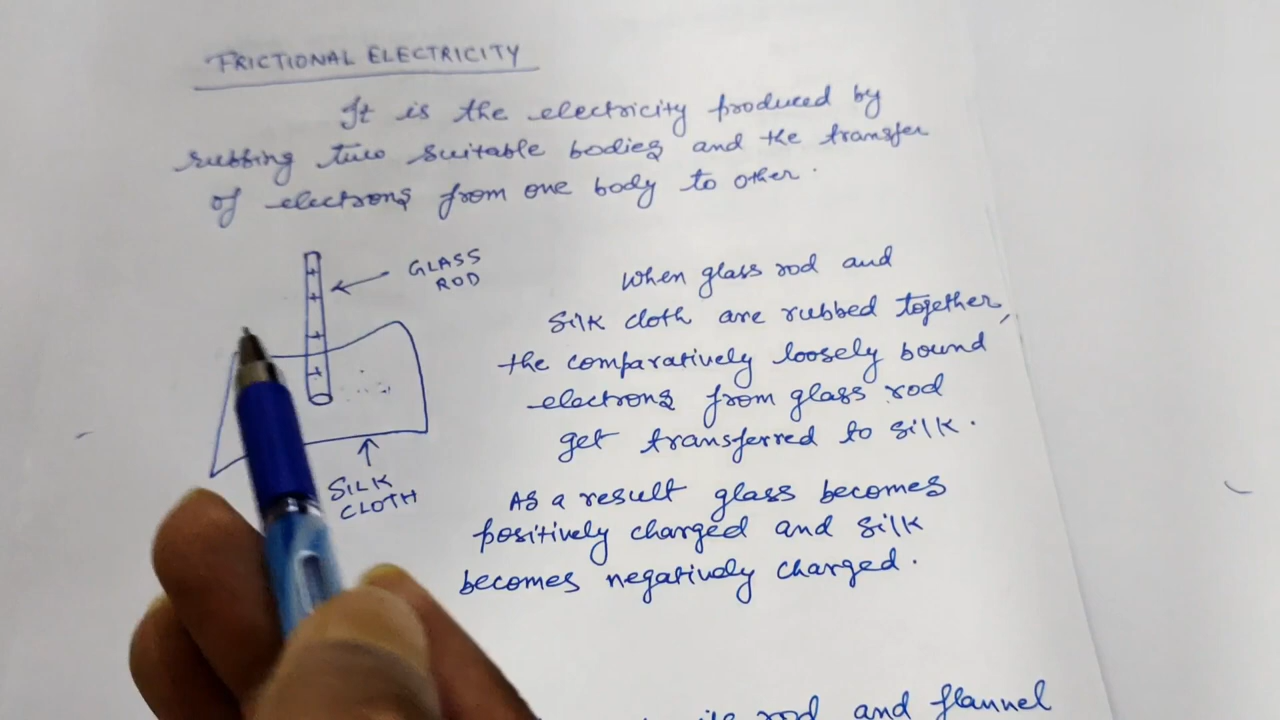 FRICTIONAL ELECTRICITY
It is the electricity produced by
rubbing two suitable bodies and the transfer
of electrons from one body to other.
GLASS
ROD
SILK
CLOTH
When glass rod and
silk cloth are rubbed together,
the comparatively loosely bound
electrons from glass rod
get transferred to silk.
As a result glass becomes
positively charged and silk
becomes negatively charged.
rod and flannel